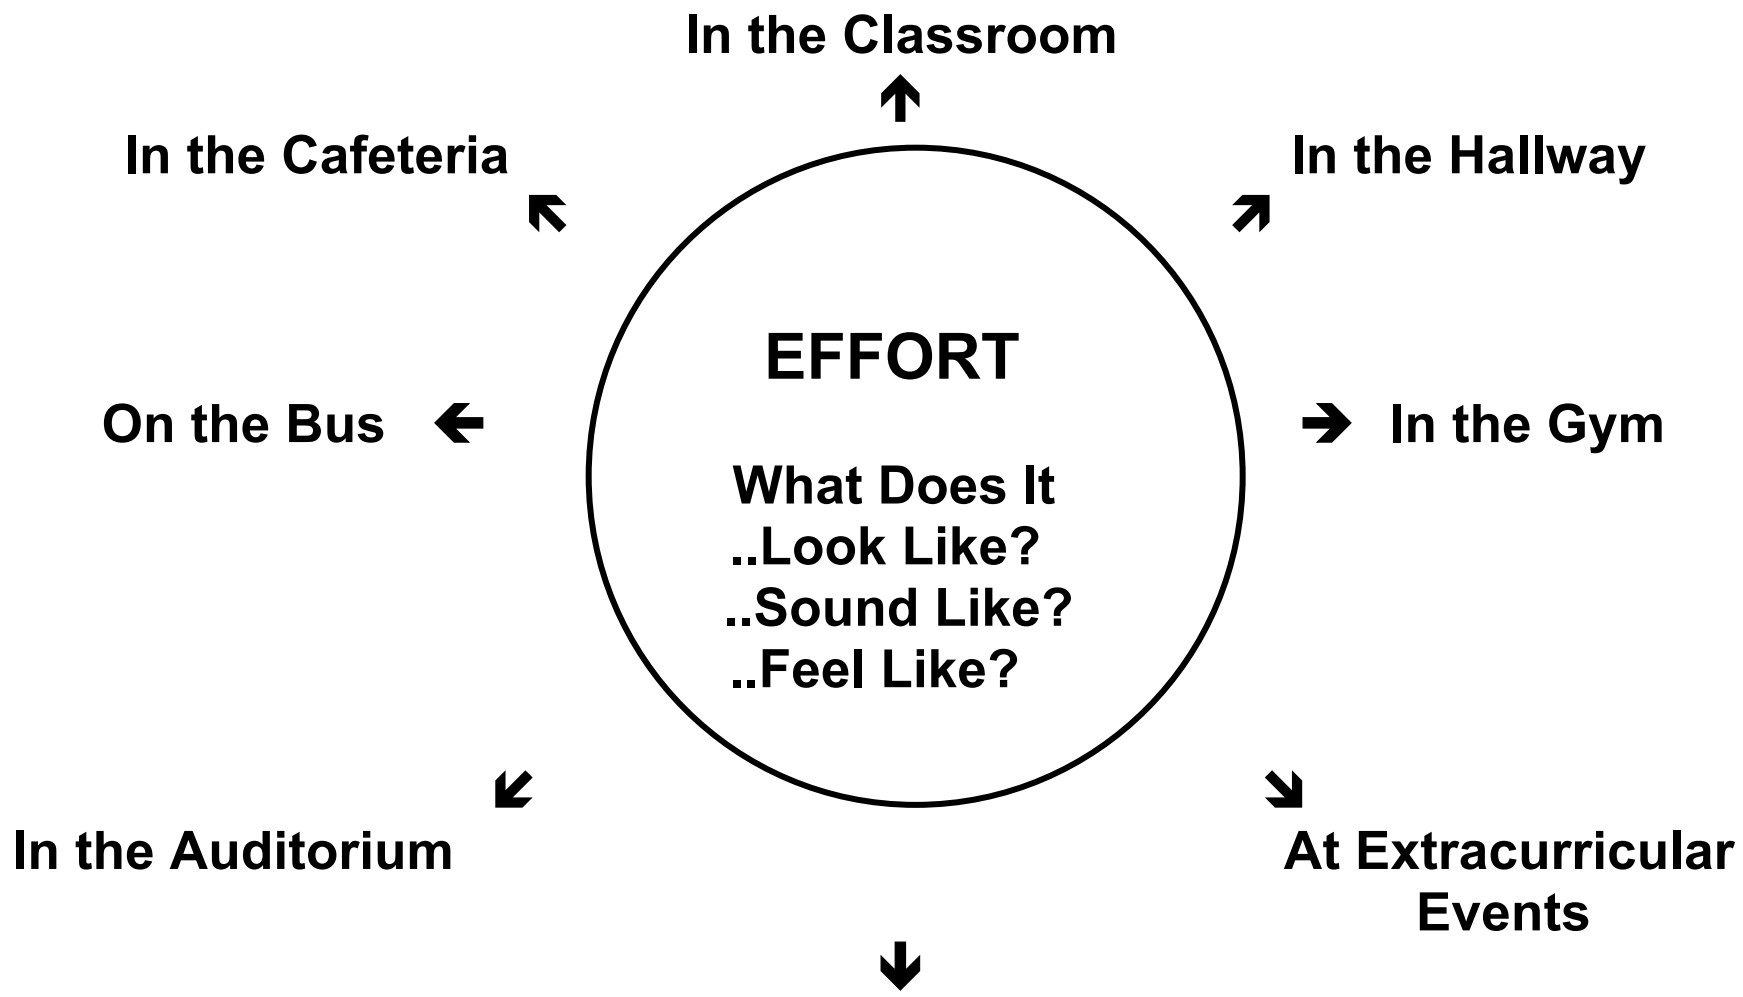 In the Classroom
In the Cafeteria
In the Hallway
EFFORT
On the Bus
In the Gym
What Does It
..Look Like?
..Sound Like?
..Feel Like?
In the Auditorium
At Extracurricular
Events